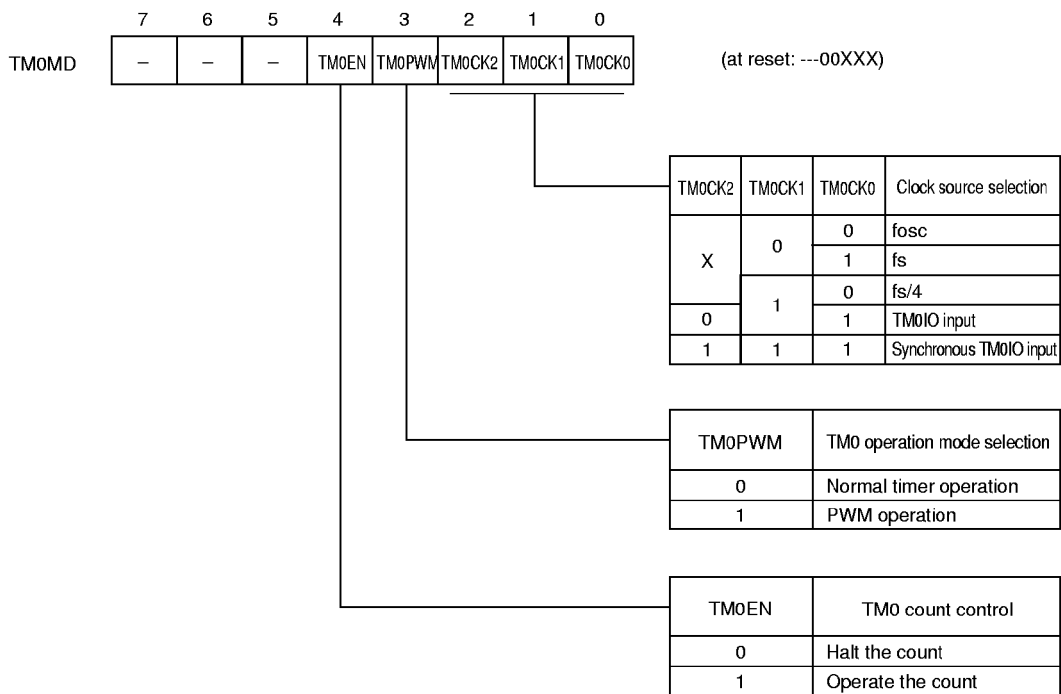 7 6 5 4 3 2 1 0
TM0MD – – – TM0EN TM0PWM TM0CK2 TM0CK1 TM0CK0 (at reset: ---00XXX)
TM0CK2 TM0CK1 TM0CK0 Clock source selection
X 0 0 fosc
1 fs
1 0 fs/4
0 1 TM0IO input
1 1 1 Synchronous TM0IO input
TM0PWM TM0 operation mode selection
0 Normal timer operation
1 PWM operation
TM0EN TM0 count control
0 Halt the count
1 Operate the count